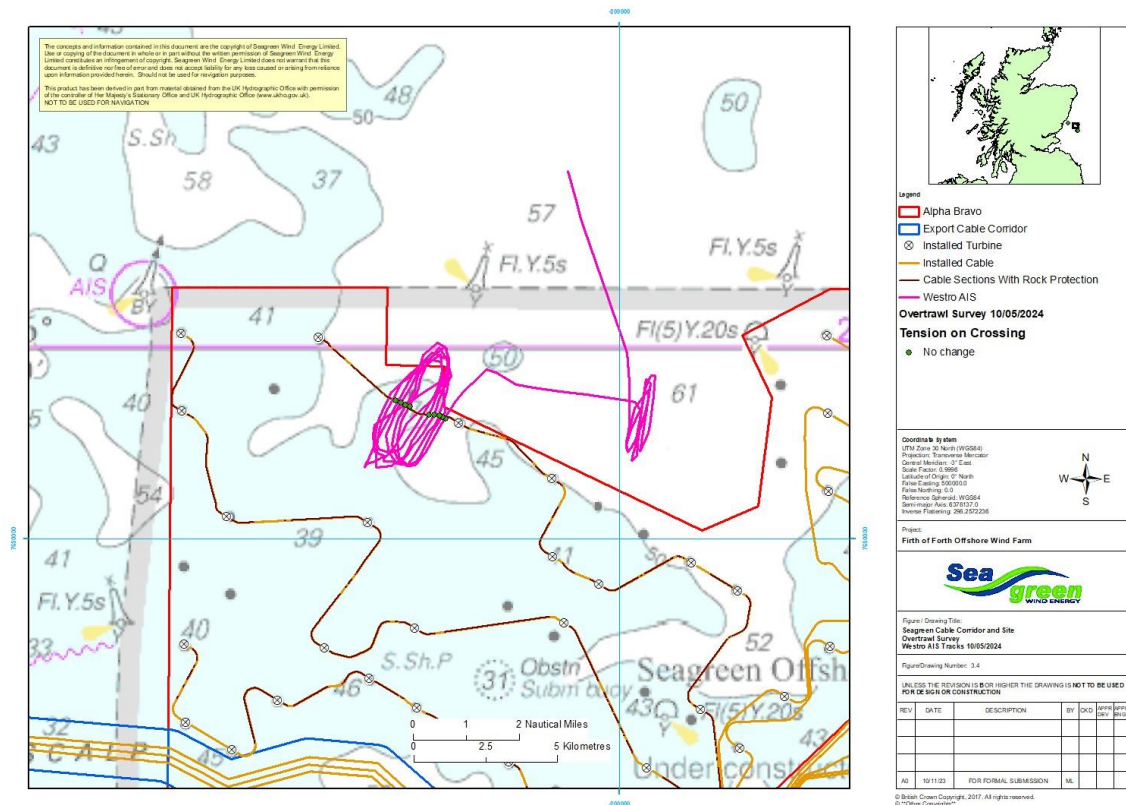 The concepts and information contained in this document are the copyright of Seagreen Wind Energy Limited.
Use or copying of the document in whole or in part without the written permission of Seagreen Wind Energy
Limited constitutes an infringement of copyright. Seagreen Wind Energy Limited does not warrant that this
document is definitive nor free of error and does not accept liability for any loss caused or arising from reliance
upon information provided herein. Should not be used for navigation purposes.
This product has been derived in part from material obtained from the UK Hydrographic Office with permission
of the controller of Her Majesty's Stationary Office and UK Hydrographic Office (www.ukho.gov.uk).
NOT TO BE USED FOR NAVIGATION
48
50
50
43
S.Sh
58
37
57
Q
AIS
BY
Fl.Y.5s
Y
Fl.Y.5s
Y
41
Fl(5)Y.20s
Y
2
50
61
40
45
54
39
41
41
Fl.Y.5s
33
40
52
S.Sh.P
46
31
Obstn
Subm buoy
Seagreen Offsh
43
Fl(5)Y.20s
Y
32
SCALP
45
43
Under construct
0 1 2 Nautical Miles
0 2.5 5 Kilometres
Legend
Alpha Bravo
Export Cable Corridor
Installed Turbine
Installed Cable
Cable Sections With Rock Protection
Westro AIS
Overtrawl Survey 10/05/2024
Tension on Crossing
No change
Coordinate System
UTM Zone 30 North (WGS84)
Projection: Transverse Mercator
Central Meridian: -3° East
Scale Factor: 0.9996
Latitude of Origin: 0° North
False Easting: 500000.0
False Northing: 0.0
Reference Spheroid: WGS84
Semi-major Axis: 6378137.0
Inverse Flattening: 298.2572236
N
W E
S
Project:
Firth of Forth Offshore Wind Farm
Sea
green
WIND ENERGY
Figure / Drawing Title:
Seagreen Cable Corridor and Site
Overtrawl Survey
Westro AIS Tracks 10/05/2024
Figure/Drawing Number: 3.4
UNLESS THE REVISION IS B OR HIGHER THE DRAWING IS NOT TO BE USED
FOR DESIGN OR CONSTRUCTION
REV DATE DESCRIPTION BY CKD APPR DEV APPR ENG
A0 10/11/23 FOR FORMAL SUBMISSION ML
© British Crown Copyright, 2017. All rights reserved.
© **Other Copyrights**